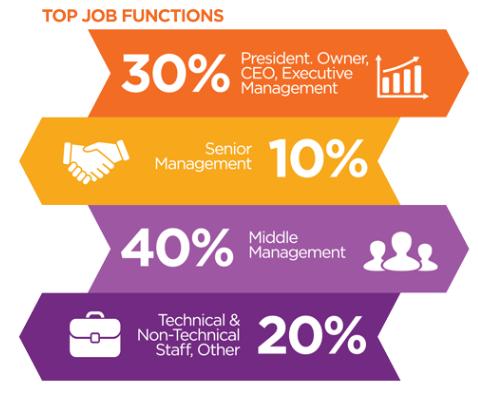 TOP JOB FUNCTIONS
30%
President. Owner,
CEO, Executive
Management
Senior
Management
10%
40%
Middle
Management
Technical &
Non-Technical
Staff, Other
20%